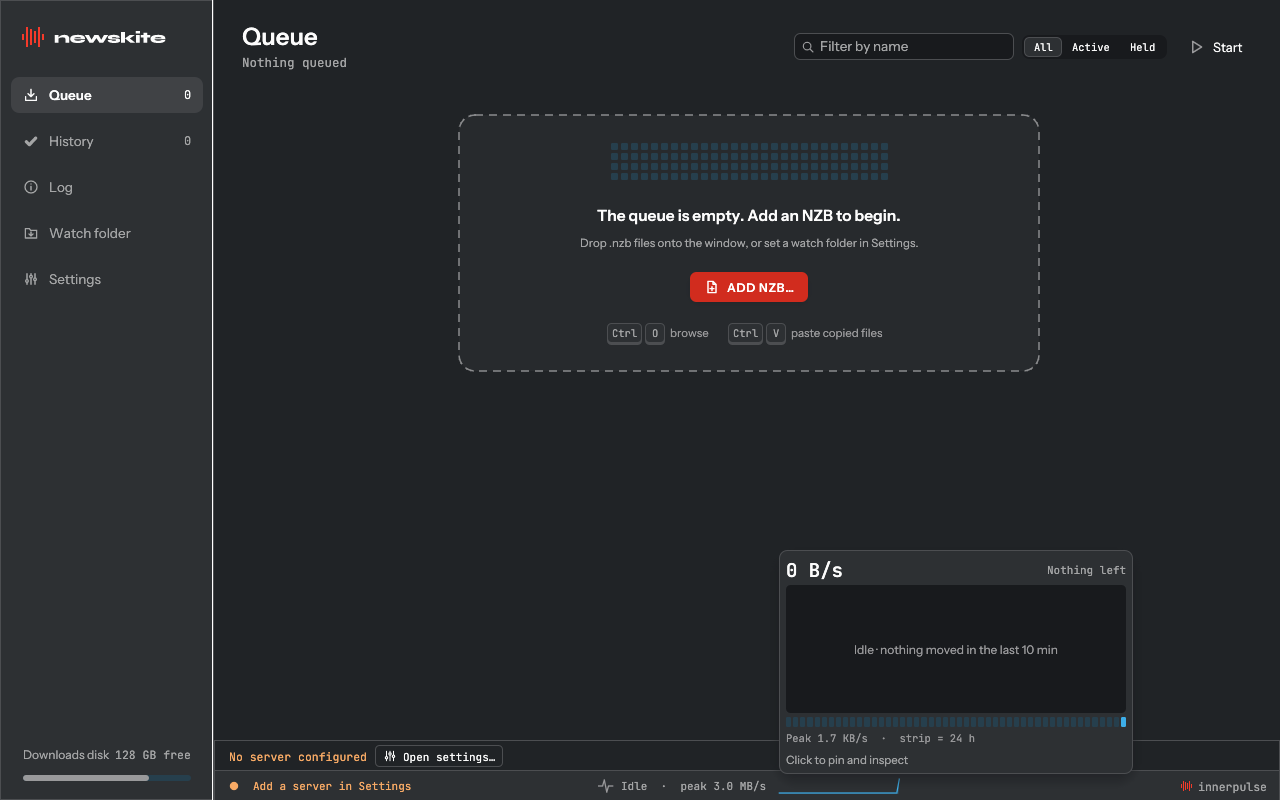 newskite
Queue 0
History 0
Log
Watch folder
Settings
Downloads disk 128 GB free
Queue
Nothing queued
Filter by name
All Active Held
Start
The queue is empty. Add an NZB to begin.
Drop .nzb files onto the window, or set a watch folder in Settings.
ADD NZB…
Ctrl O browse Ctrl V paste copied files
0 B/s Nothing left
Idle · nothing moved in the last 10 min
Peak 1.7 KB/s · strip = 24 h
Click to pin and inspect
No server configured Open settings…
Add a server in Settings
Idle · peak 3.0 MB/s
innerpulse